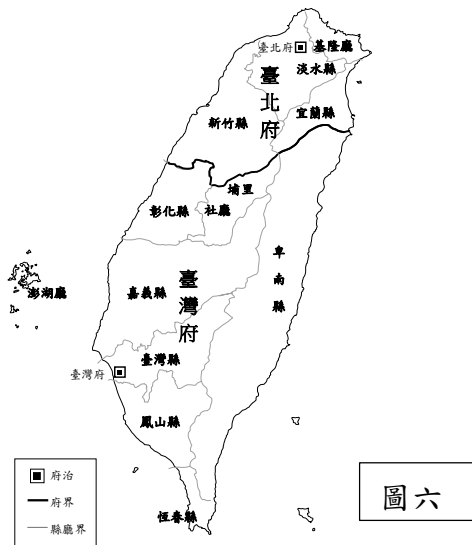 臺北府
基隆廳
淡水縣
臺北府
宜蘭縣
新竹縣
埔里
社廳
彰化縣
卑南縣
澎湖廳
嘉義縣
臺灣府
臺灣縣
臺灣府
鳳山縣
恆春縣
府治
府界
縣廳界
圖六